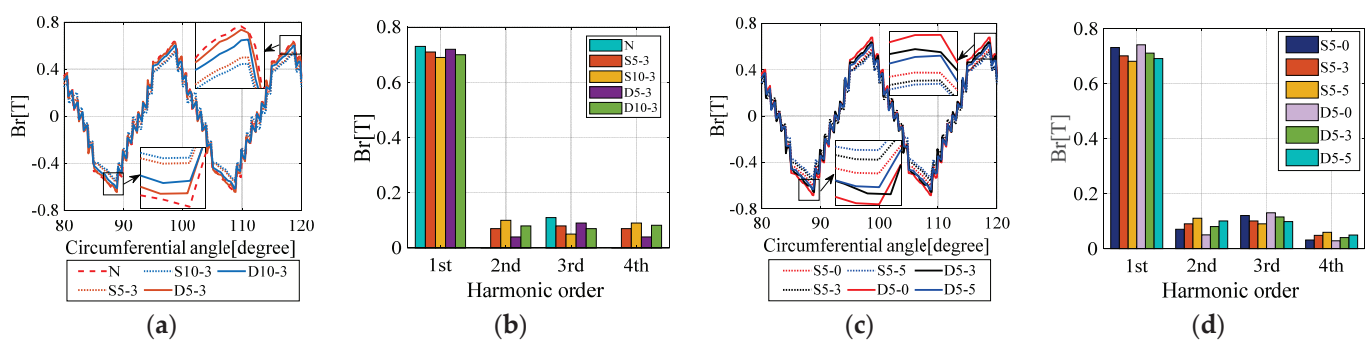 0.8
0.4
0
-0.4
-0.8
Br[T]
80 90 100 110 120
Circumferential angle[degree]
N S10-3 D10-3
S5-3 D5-3
(a)
0.8
0.6
0.4
0.2
0
Br[T]
N
S5-3
S10-3
D5-3
D10-3
1st 2nd 3rd 4th
Harmonic order
(b)
0.8
0.4
0
-0.4
-0.8
Br[T]
80 90 100 110 120
Circumferential angle[degree]
S5-0 S5-5 D5-3
S5-3 D5-0 D5-5
(c)
0.8
0.6
0.4
0.2
0
Br[T]
S5-0
S5-3
S5-5
D5-0
D5-3
D5-5
1st 2nd 3rd 4th
Harmonic order
(d)